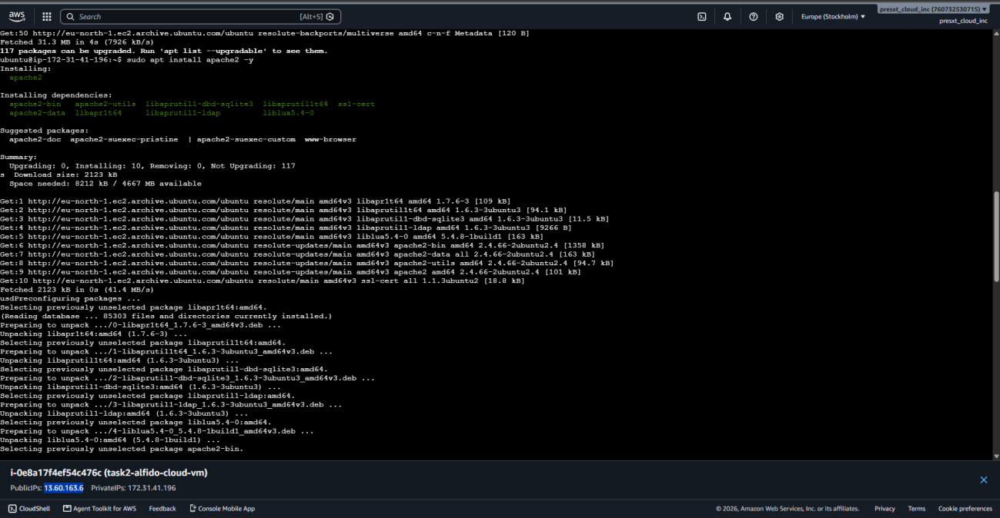 aws
Search [Alt+S]
Europe (Stockholm)
presxt_cloud_inc (760732530715)
presxt_cloud_inc
Get:50 http://eu-north-1.ec2.archive.ubuntu.com/ubuntu resolute-backports/multiverse amd64 c-n-f Metadata [120 B]
Fetched 31.3 MB in 4s (7926 kB/s)
117 packages can be upgraded. Run 'apt list --upgradable' to see them.
ubuntu@ip-172-31-41-196:~$ sudo apt install apache2 -y
Installing:
  apache2

Installing dependencies:
  apache2-bin   apache2-utils  libaprutil1-dbd-sqlite3  libaprutil1t64  ssl-cert
  apache2-data  libapr1t64     libaprutil1-ldap         liblua5.4-0

Suggested packages:
  apache2-doc  apache2-suexec-pristine  | apache2-suexec-custom  www-browser

Summary:
  Upgrading: 0, Installing: 10, Removing: 0, Not Upgrading: 117
s  Download size: 2123 kB
  Space needed: 8212 kB / 4667 MB available

Get:1 http://eu-north-1.ec2.archive.ubuntu.com/ubuntu resolute/main amd64v3 libapr1t64 amd64 1.7.6-3 [109 kB]
Get:2 http://eu-north-1.ec2.archive.ubuntu.com/ubuntu resolute/main amd64v3 libaprutil1t64 amd64 1.6.3-3ubuntu3 [94.1 kB]
Get:3 http://eu-north-1.ec2.archive.ubuntu.com/ubuntu resolute/main amd64v3 libaprutil1-dbd-sqlite3 amd64 1.6.3-3ubuntu3 [11.5 kB]
Get:4 http://eu-north-1.ec2.archive.ubuntu.com/ubuntu resolute/main amd64v3 libaprutil1-ldap amd64 1.6.3-3ubuntu3 [9266 B]
Get:5 http://eu-north-1.ec2.archive.ubuntu.com/ubuntu resolute/main amd64v3 liblua5.4-0 amd64 5.4.8-1build1 [163 kB]
Get:6 http://eu-north-1.ec2.archive.ubuntu.com/ubuntu resolute-updates/main amd64v3 apache2-bin amd64 2.4.66-2ubuntu2.4 [1358 kB]
Get:7 http://eu-north-1.ec2.archive.ubuntu.com/ubuntu resolute-updates/main amd64v3 apache2-data all 2.4.66-2ubuntu2.4 [163 kB]
Get:8 http://eu-north-1.ec2.archive.ubuntu.com/ubuntu resolute-updates/main amd64v3 apache2-utils amd64 2.4.66-2ubuntu2.4 [94.7 kB]
Get:9 http://eu-north-1.ec2.archive.ubuntu.com/ubuntu resolute-updates/main amd64v3 apache2 amd64 2.4.66-2ubuntu2.4 [101 kB]
Get:10 http://eu-north-1.ec2.archive.ubuntu.com/ubuntu resolute/main amd64v3 ssl-cert all 1.1.3ubuntu2 [18.8 kB]
Fetched 2123 kB in 0s (41.4 MB/s)
usdPreconfiguring packages ...
Selecting previously unselected package libapr1t64:amd64.
(Reading database ... 85303 files and directories currently installed.)
Preparing to unpack .../0-libapr1t64_1.7.6-3_amd64v3.deb ...
Unpacking libapr1t64:amd64 (1.7.6-3) ...
Selecting previously unselected package libaprutil1t64:amd64.
Preparing to unpack .../1-libaprutil1t64_1.6.3-3ubuntu3_amd64v3.deb ...
Unpacking libaprutil1t64:amd64 (1.6.3-3ubuntu3) ...
Selecting previously unselected package libaprutil1-dbd-sqlite3:amd64.
Preparing to unpack .../2-libaprutil1-dbd-sqlite3_1.6.3-3ubuntu3_amd64v3.deb ...
Unpacking libaprutil1-dbd-sqlite3:amd64 (1.6.3-3ubuntu3) ...
Selecting previously unselected package libaprutil1-ldap:amd64.
Preparing to unpack .../3-libaprutil1-ldap_1.6.3-3ubuntu3_amd64v3.deb ...
Unpacking libaprutil1-ldap:amd64 (1.6.3-3ubuntu3) ...
Selecting previously unselected package liblua5.4-0:amd64.
Preparing to unpack .../4-liblua5.4-0_5.4.8-1build1_amd64v3.deb ...
Unpacking liblua5.4-0:amd64 (5.4.8-1build1) ...
Selecting previously unselected package apache2-bin.
i-0e8a17f4ef54c476c (task2-alfido-cloud-vm)
PublicIPs: 13.60.163.6   PrivateIPs: 172.31.41.196
CloudShell   Agent Toolkit for AWS   Feedback   Console Mobile App   © 2026, Amazon Web Services, Inc. or its affiliates.   Privacy   Terms   Cookie preferences